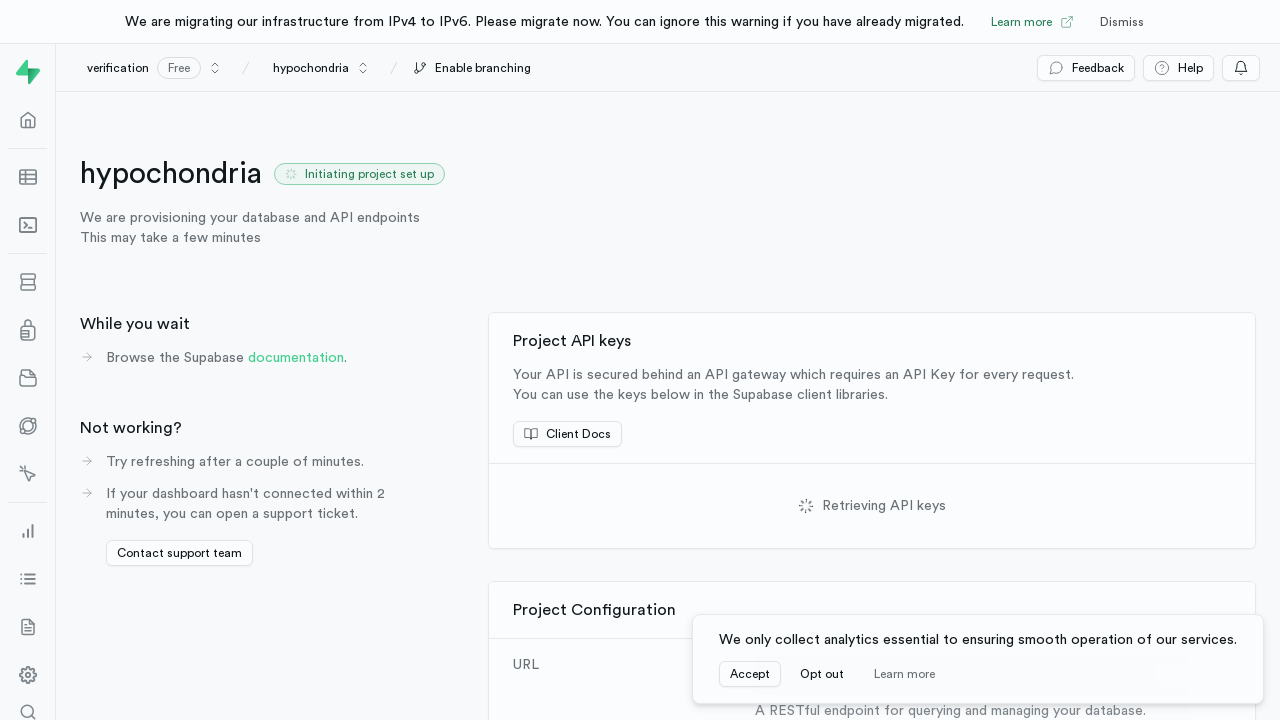 We are migrating our infrastructure from IPv4 to IPv6. Please migrate now. You can ignore this warning if you have already migrated.
Learn more
Dismiss
verification
Free
/
hypochondria
/
Enable branching
Feedback
Help
hypochondria
Initiating project set up
We are provisioning your database and API endpoints
This may take a few minutes
While you wait
Browse the Supabase documentation.
Not working?
Try refreshing after a couple of minutes.
If your dashboard hasn't connected within 2
minutes, you can open a support ticket.
Contact support team
Project API keys
Your API is secured behind an API gateway which requires an API Key for every request.
You can use the keys below in the Supabase client libraries.
Client Docs
Retrieving API keys
Project Configuration
URL
A RESTful endpoint for querying and managing your database.
We only collect analytics essential to ensuring smooth operation of our services.
Accept
Opt out
Learn more